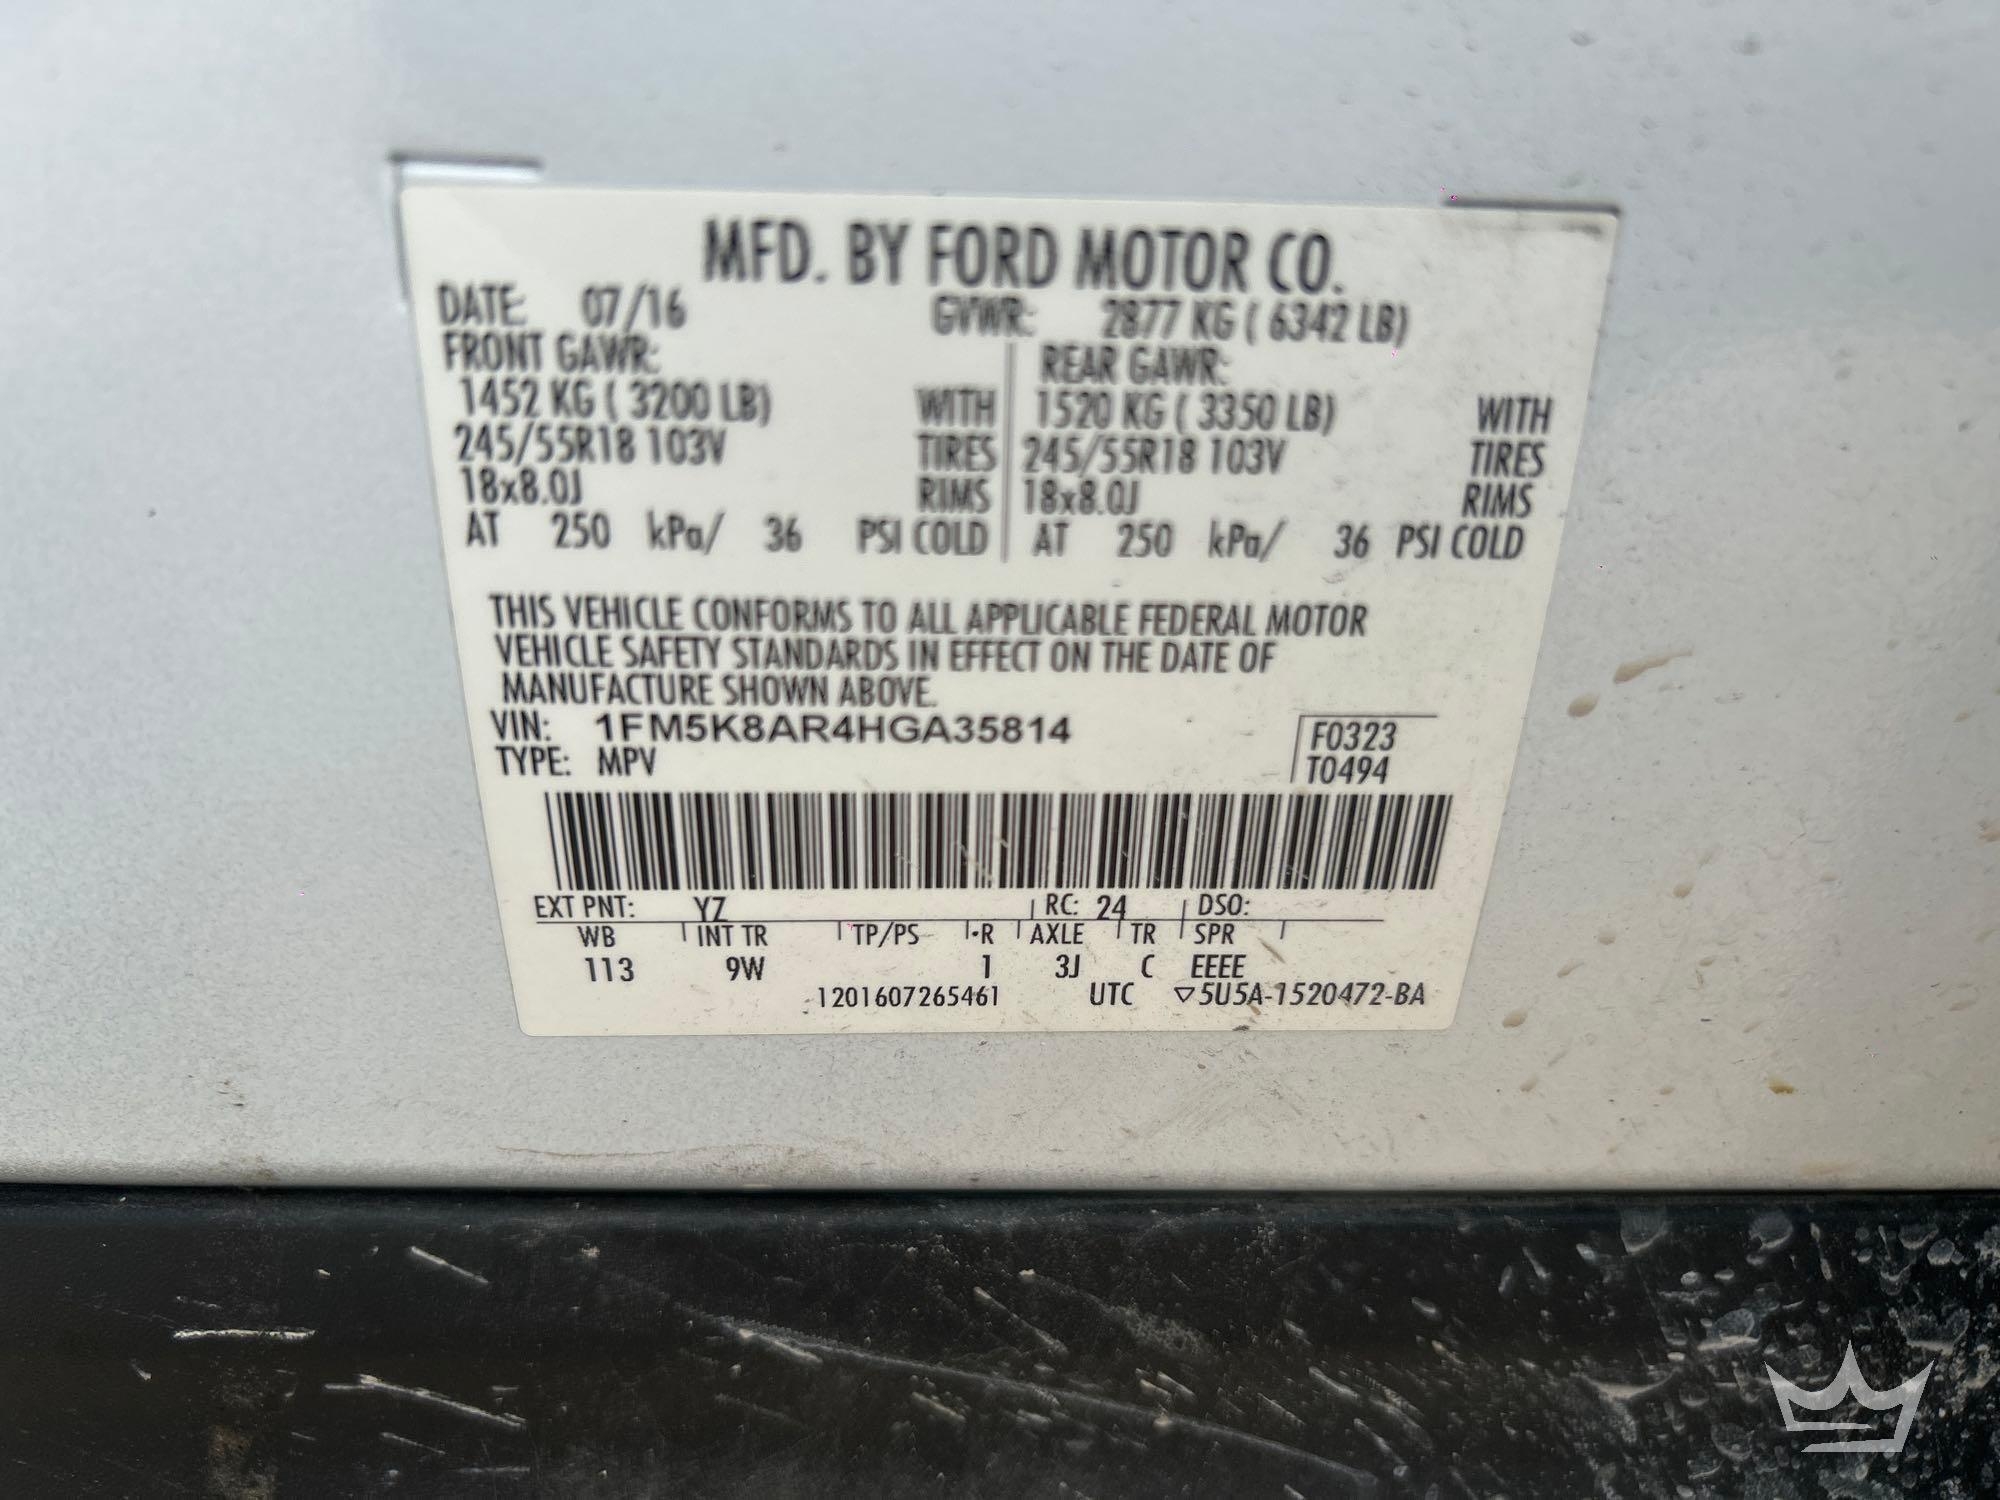 MFD. BY FORD MOTOR CO.
DATE: 07/16 GVWR: 2877 KG ( 6342 LB)
FRONT GAWR: REAR GAWR:
1452 KG ( 3200 LB) WITH 1520 KG ( 3350 LB) WITH
245/55R18 103V TIRES 245/55R18 103V TIRES
18x8.0J RIMS 18x8.0J RIMS
AT 250 kPa/ 36 PSI COLD AT 250 kPa/ 36 PSI COLD
THIS VEHICLE CONFORMS TO ALL APPLICABLE FEDERAL MOTOR
VEHICLE SAFETY STANDARDS IN EFFECT ON THE DATE OF
MANUFACTURE SHOWN ABOVE.
VIN: 1FM5K8AR4HGA35814 F0323
TYPE: MPV T0494
EXT PNT: YZ RC: 24 DSO:
WB INT TR TP/PS R AXLE TR SPR
113 9W 1 3J C EEEE
1201607265461 UTC ▽5U5A-1520472-BA